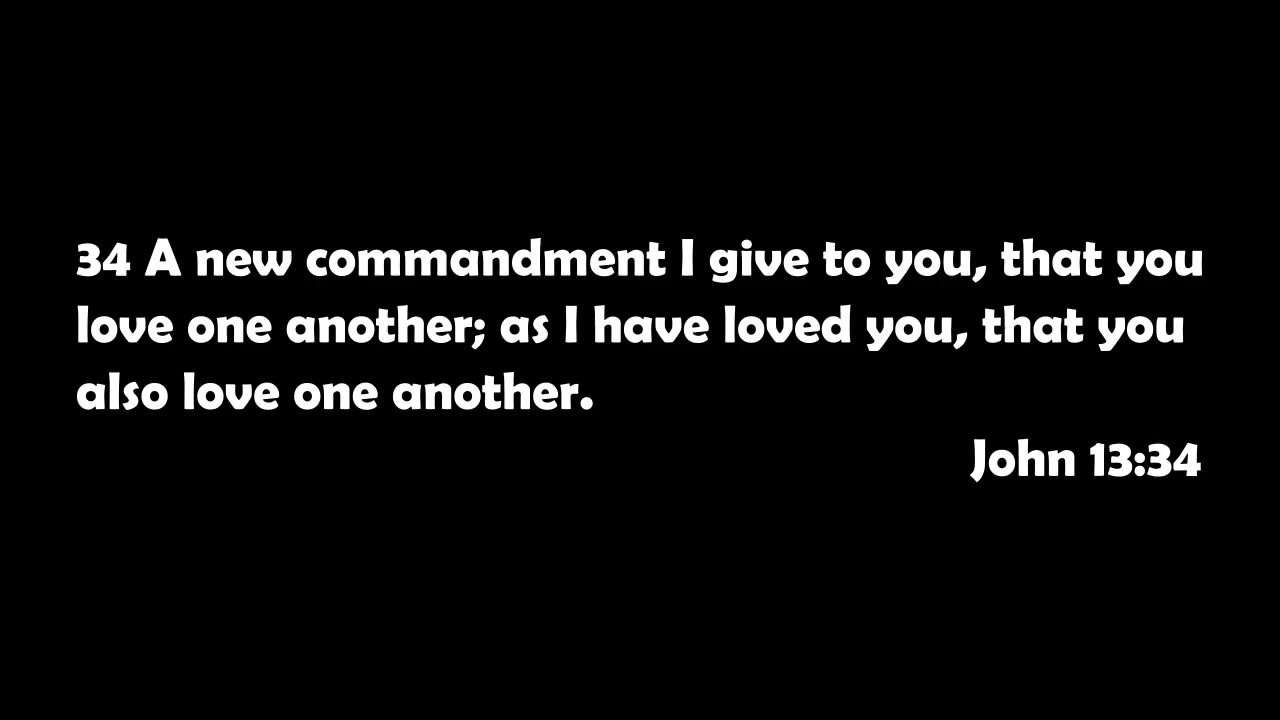 34 A new commandment I give to you, that you
love one another; as I have loved you, that you
also love one another.
John 13:34